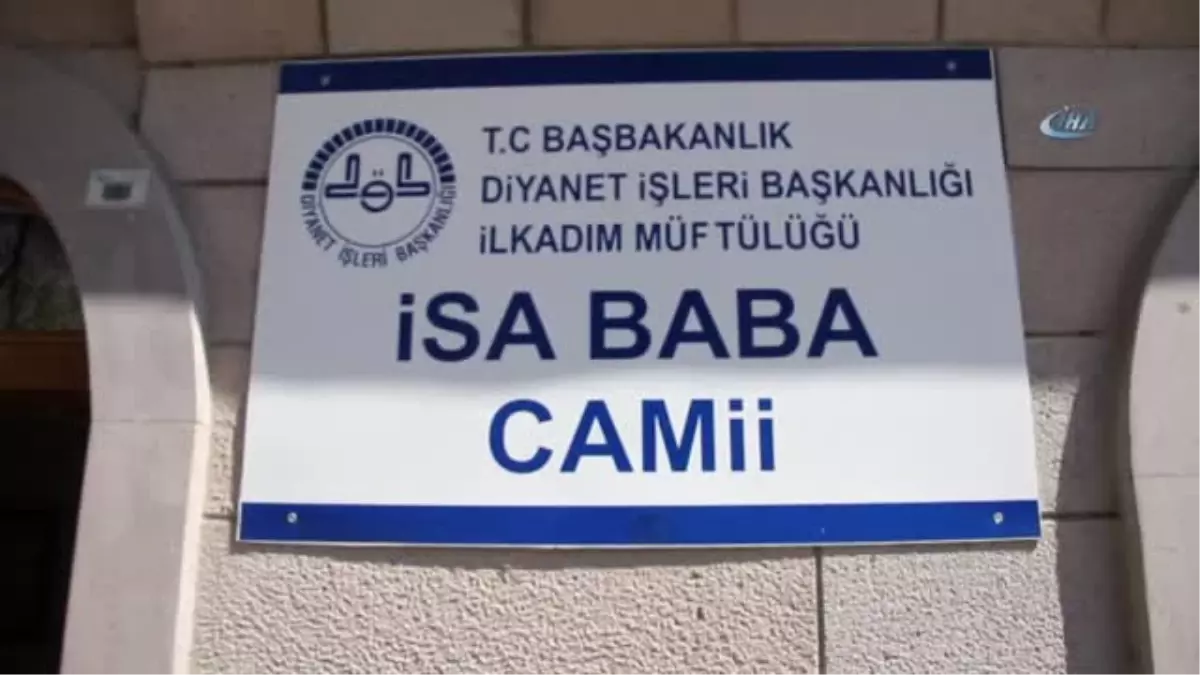 T.C BAŞBAKANLIK
DİYANET İŞLERİ BAŞKANLIĞI
İLKADIM MÜFTÜLÜĞÜ
DİYANET İŞLERİ BAŞKANLIĞI
İSA BABA
CAMİİ
İHA